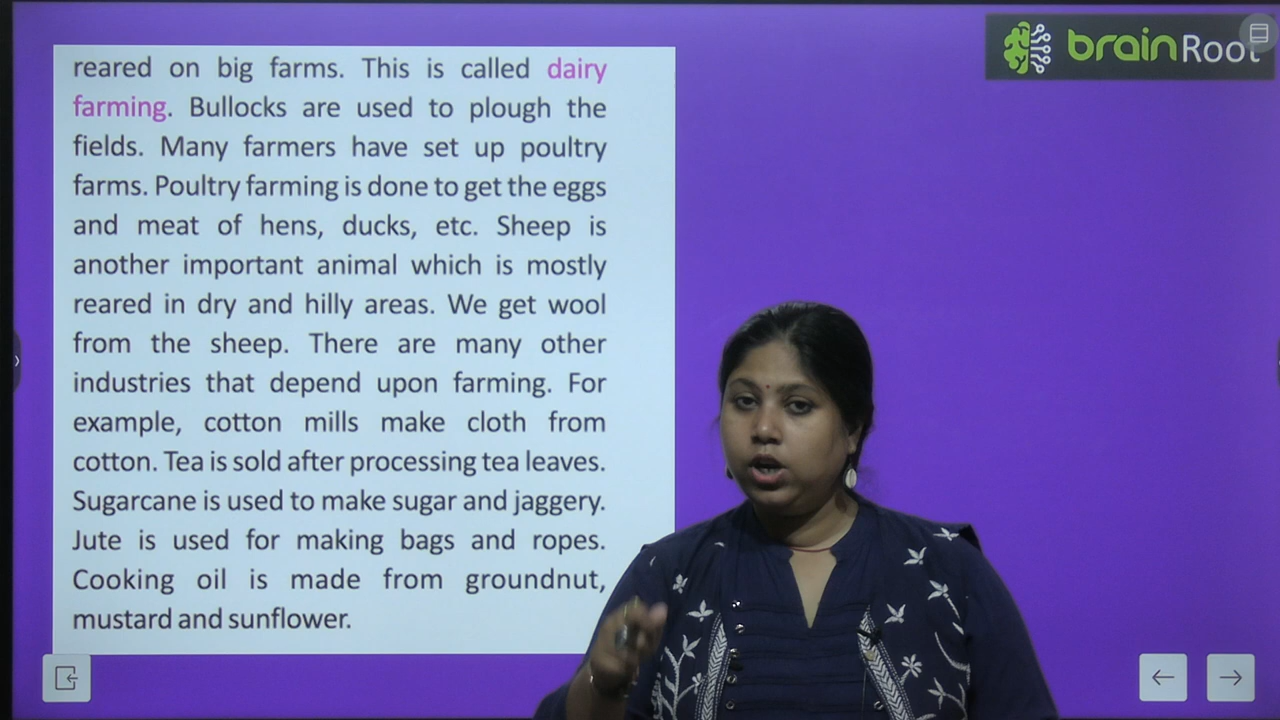 brainRoot
reared on big farms. This is called dairy
farming. Bullocks are used to plough the
fields. Many farmers have set up poultry
farms. Poultry farming is done to get the eggs
and meat of hens, ducks, etc. Sheep is
another important animal which is mostly
reared in dry and hilly areas. We get wool
from the sheep. There are many other
industries that depend upon farming. For
example, cotton mills make cloth from
cotton. Tea is sold after processing tea leaves.
Sugarcane is used to make sugar and jaggery.
Jute is used for making bags and ropes.
Cooking oil is made from groundnut,
mustard and sunflower.